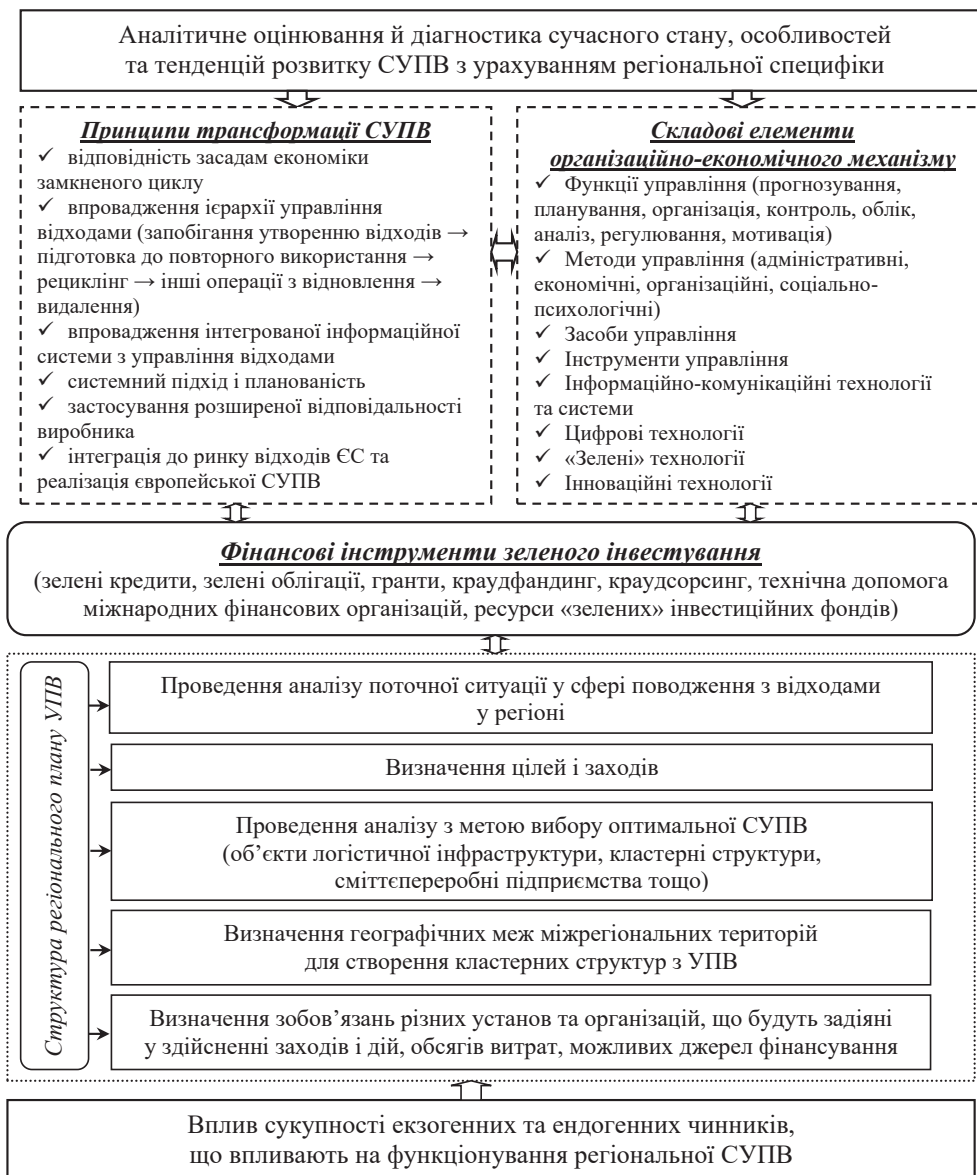 Аналітичне оцінювання й діагностика сучасного стану, особливостей
та тенденцій розвитку СУПВ з урахуванням регіональної специфіки
Принципи трансформації СУПВ
✓ відповідність засадам економіки
замкненого циклу
✓ впровадження ієрархії управління
відходами (запобігання утворенню відходів →
підготовка до повторного використання →
рециклінг → інші операції з відновлення →
видалення)
✓ впровадження інтегрованої інформаційної
системи з управління відходами
✓ системний підхід і планованість
✓ застосування розширеної відповідальності
виробника
✓ інтеграція до ринку відходів ЄС та
реалізація європейської СУПВ
Складові елементи
організаційно-економічного механізму
✓ Функції управління (прогнозування,
планування, організація, контроль, облік,
аналіз, регулювання, мотивація)
✓ Методи управління (адміністративні,
економічні, організаційні, соціально-
психологічні)
✓ Засоби управління
✓ Інструменти управління
✓ Інформаційно-комунікаційні технології
та системи
✓ Цифрові технології
✓ «Зелені» технології
✓ Інноваційні технології
Фінансові інструменти зеленого інвестування
(зелені кредити, зелені облігації, гранти, краудфандинг, краудсорсинг, технічна допомога
міжнародних фінансових організацій, ресурси «зелених» інвестиційних фондів)
Структура регіонального плану УПВ
Проведення аналізу поточної ситуації у сфері поводження з відходами
у регіоні
Визначення цілей і заходів
Проведення аналізу з метою вибору оптимальної СУПВ
(об’єкти логістичної інфраструктури, кластерні структури,
сміттєпереробні підприємства тощо)
Визначення географічних меж міжрегіональних територій
для створення кластерних структур з УПВ
Визначення зобов’язань різних установ та організацій, що будуть задіяні
у здійсненні заходів і дій, обсягів витрат, можливих джерел фінансування
Вплив сукупності екзогенних та ендогенних чинників,
що впливають на функціонування регіональної СУПВ